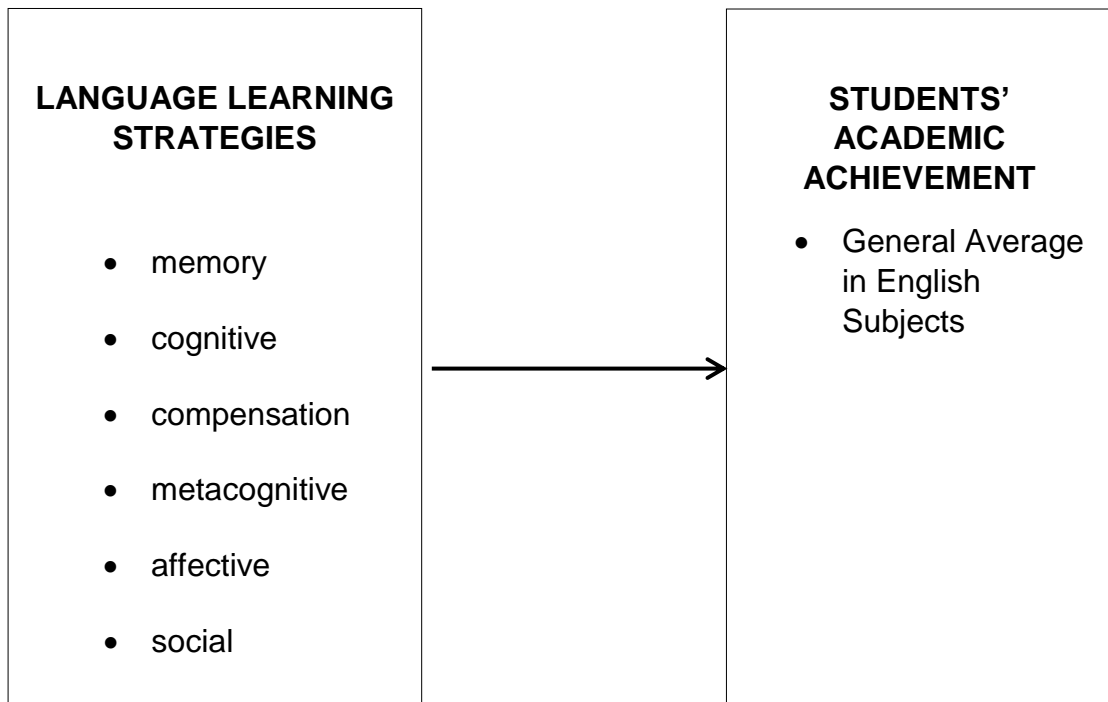 LANGUAGE LEARNING
STRATEGIES
• memory
• cognitive
• compensation
• metacognitive
• affective
• social
STUDENTS’
ACADEMIC
ACHIEVEMENT
• General Average
in English
Subjects